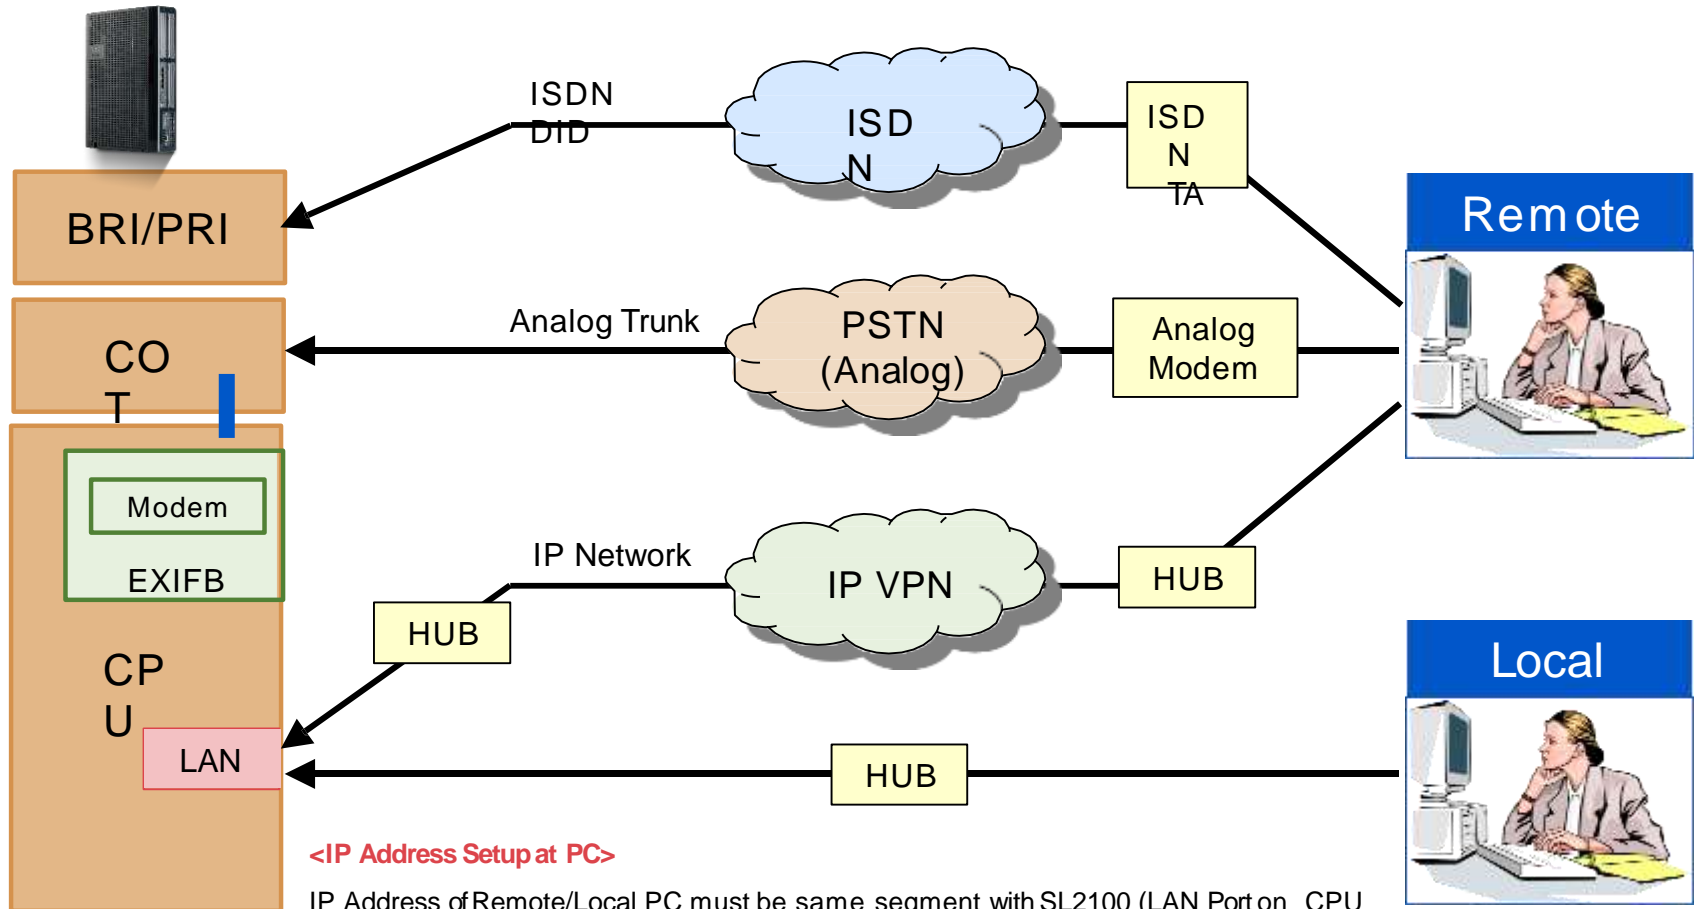 ISDN
DID
ISD
N
ISD
N
TA
Remote
BRI/PRI
Analog Trunk
PSTN
(Analog)
Analog
Modem
CO
T
Modem
EXIFB
IP Network
IP VPN
HUB
HUB
Local
CP
U
LAN
HUB
<IP Address Setup at PC>
IP Address of Remote/Local PC must be same segment with SL2100 (LAN Port on CPU